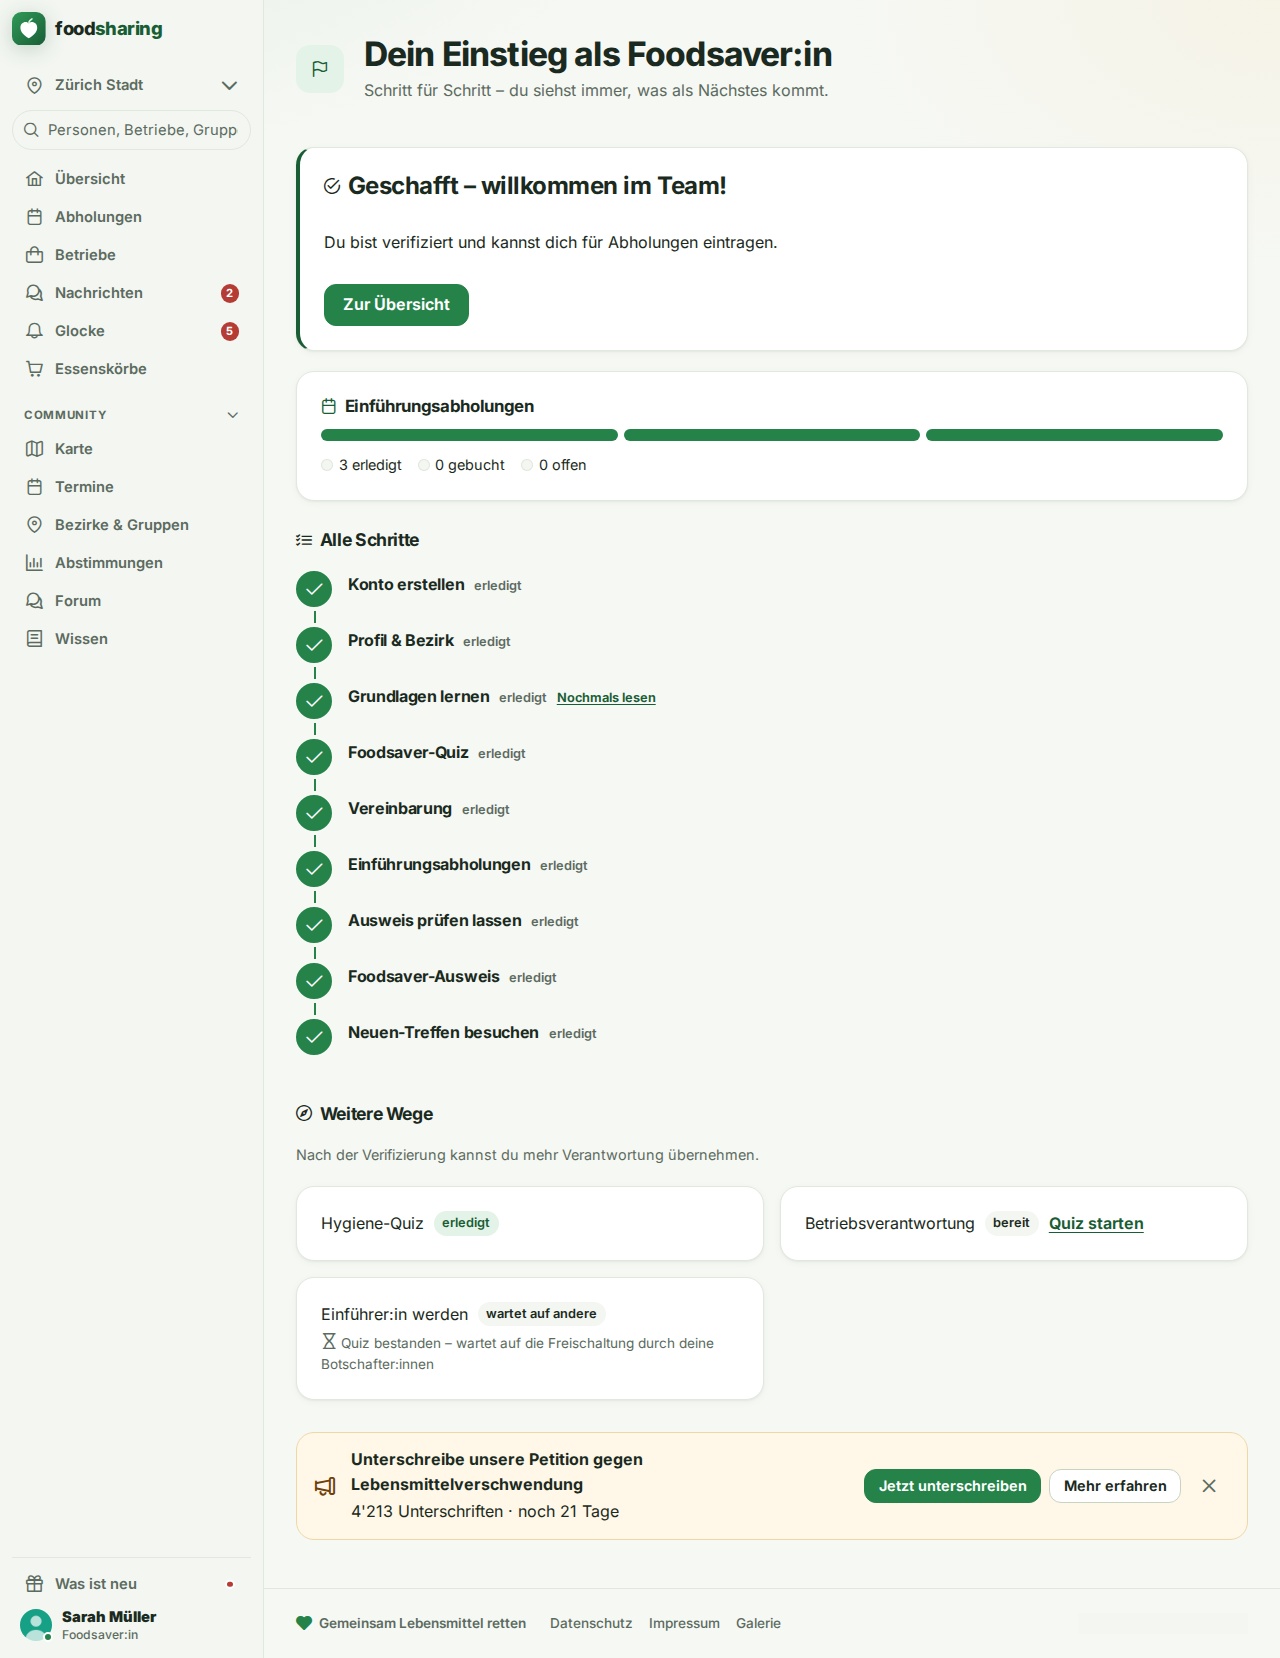 foodsharing
Zürich Stadt
Personen, Betriebe, Grupp
Übersicht
Abholungen
Betriebe
Nachrichten 2
Glocke 5
Essenskörbe
COMMUNITY
Karte
Termine
Bezirke & Gruppen
Abstimmungen
Forum
Wissen
Was ist neu
Sarah Müller
Foodsaver:in
Dein Einstieg als Foodsaver:in
Schritt für Schritt – du siehst immer, was als Nächstes kommt.
Geschafft – willkommen im Team!
Du bist verifiziert und kannst dich für Abholungen eintragen.
Zur Übersicht
Einführungsabholungen
3 erledigt 0 gebucht 0 offen
Alle Schritte
Konto erstellen erledigt
Profil & Bezirk erledigt
Grundlagen lernen erledigt Nochmals lesen
Foodsaver-Quiz erledigt
Vereinbarung erledigt
Einführungsabholungen erledigt
Ausweis prüfen lassen erledigt
Foodsaver-Ausweis erledigt
Neuen-Treffen besuchen erledigt
Weitere Wege
Nach der Verifizierung kannst du mehr Verantwortung übernehmen.
Hygiene-Quiz erledigt
Betriebsverantwortung bereit Quiz starten
Einführer:in werden wartet auf andere
Quiz bestanden – wartet auf die Freischaltung durch deine
Botschafter:innen
Unterschreibe unsere Petition gegen
Lebensmittelverschwendung
4'213 Unterschriften · noch 21 Tage
Jetzt unterschreiben Mehr erfahren
Gemeinsam Lebensmittel retten Datenschutz Impressum Galerie